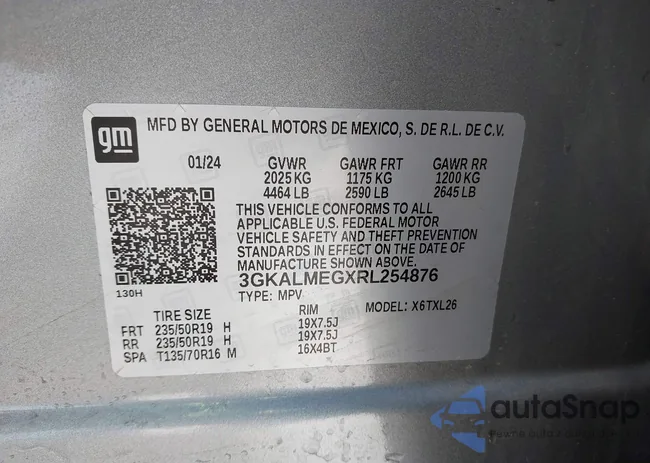 gm
MFD BY GENERAL MOTORS DE MEXICO, S. DE R.L. DE C.V.
01/24 GVWR GAWR FRT GAWR RR
2025 KG 1175 KG 1200 KG
4464 LB 2590 LB 2645 LB
THIS VEHICLE CONFORMS TO ALL
APPLICABLE U.S. FEDERAL MOTOR
VEHICLE SAFETY AND THEFT PREVENTION
STANDARDS IN EFFECT ON THE DATE OF
MANUFACTURE SHOWN ABOVE.
3GKALMEGXRL254876
130H
TYPE: MPV MODEL: X6TXL26
TIRE SIZE RIM
FRT 235/50R19 H 19X7.5J
RR 235/50R19 H 19X7.5J
SPA T135/70R16 M 16X4BT
autaSnap